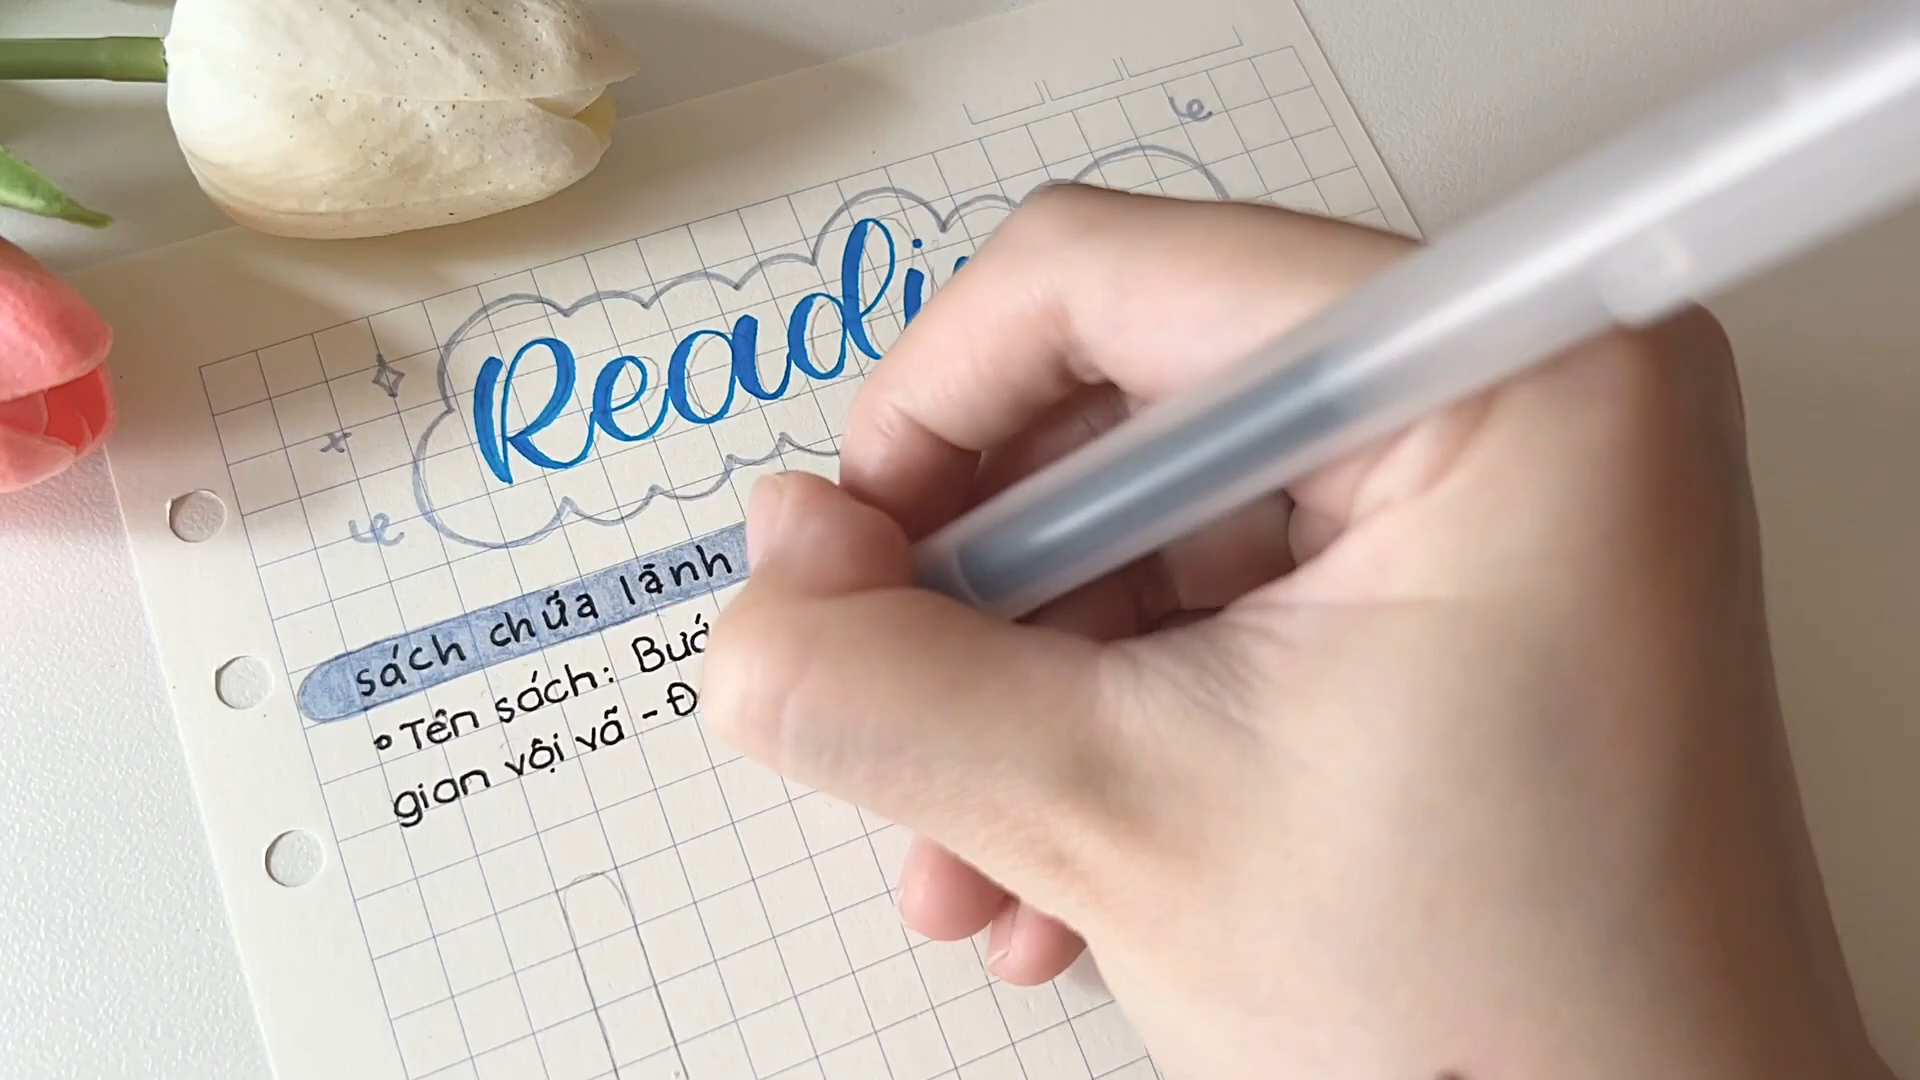 Readi
sách chữa lành
• Tên sách: Bướ
gian vội vã - Đ